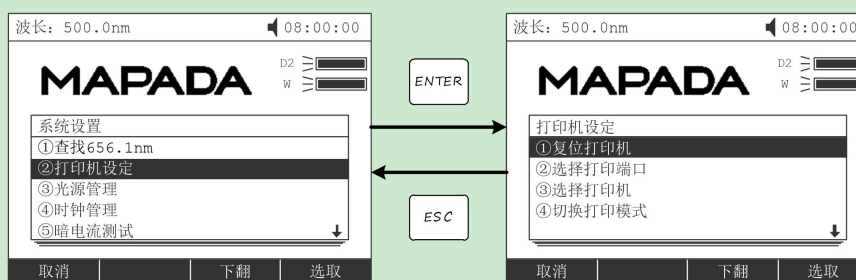 波长: 500.0nm
08:00:00
MAPADA
D2
W
系统设置
①查找656.1nm
②打印机设定
③光源管理
④时钟管理
⑤暗电流测试
取消
下翻
选取
ENTER
ESC
波长: 500.0nm
08:00:00
MAPADA
D2
W
打印机设定
①复位打印机
②选择打印端口
③选择打印机
④切换打印模式
取消
下翻
选取